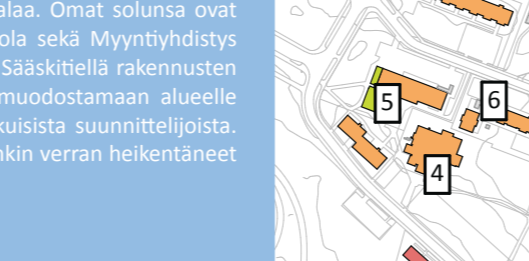 alaa. Omat solunsa ovat
ola sekä Myyntiyhdistys
Sääskitiellä rakennusten
muodostamaan alueelle
kuisista suunnittelijoista.
nkin verran heikentäneet
5
6
4